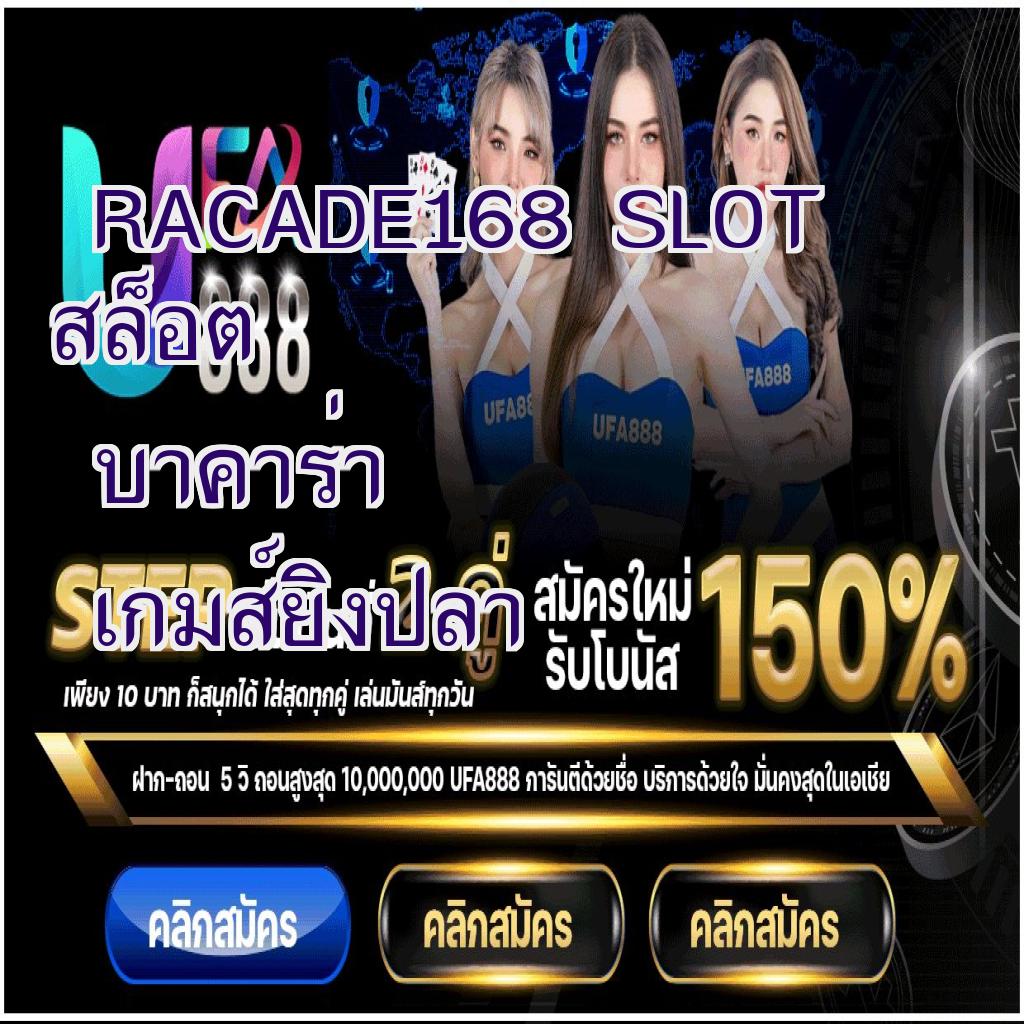 UFA
RACADE168 SLOT
สล็อต
888
UFA888
UFA888
UFA888
บาคาร่า
STEP
เกมส์ยิงปลา
สมัครใหม่
รับโบนัส
150%
เพียง 10 บาท ก็สนุกได้ ใส่สุดทุกคู่ เล่นมันส์ทุกวัน
ฝาก-ถอน 5 วิ ถอนสูงสุด 10,000,000 UFA888 การันตีด้วยชื่อ บริการด้วยใจ มั่นคงสุดในเอเชีย
คลิกสมัคร
คลิกสมัคร
คลิกสมัคร